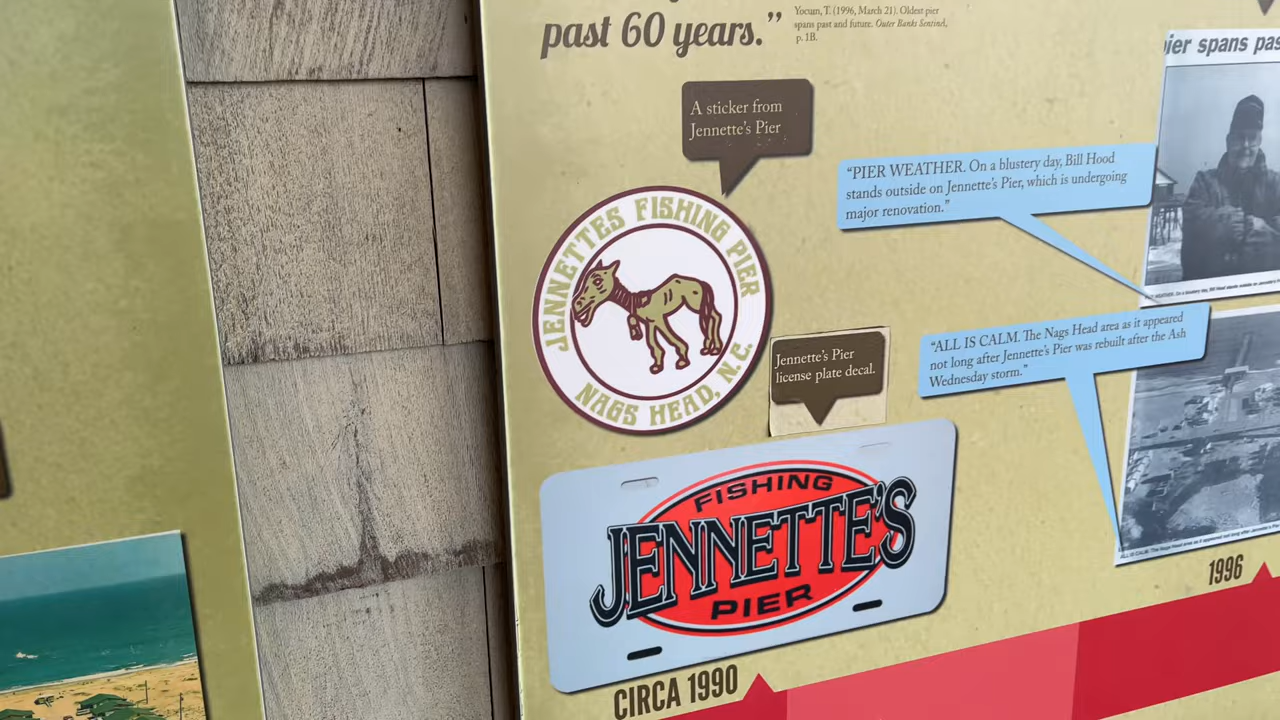 past 60 years.”
Yocum, T. (1996, March 21). Oldest pier
spans past and future. Outer Banks Sentinel,
p. 1B.
A sticker from
Jennette’s Pier
JENNETTES FISHING PIER
NAGS HEAD, N.C.
“PIER WEATHER. On a blustery day, Bill Hood
stands outside on Jennette’s Pier, which is undergoing
major renovation.”
ier spans pas
Jennette’s Pier
license plate decal.
“ALL IS CALM. The Nags Head area as it appeared
not long after Jennette’s Pier was rebuilt after the Ash
Wednesday storm.”
FISHING
JENNETTE’S
PIER
CIRCA 1990
1996